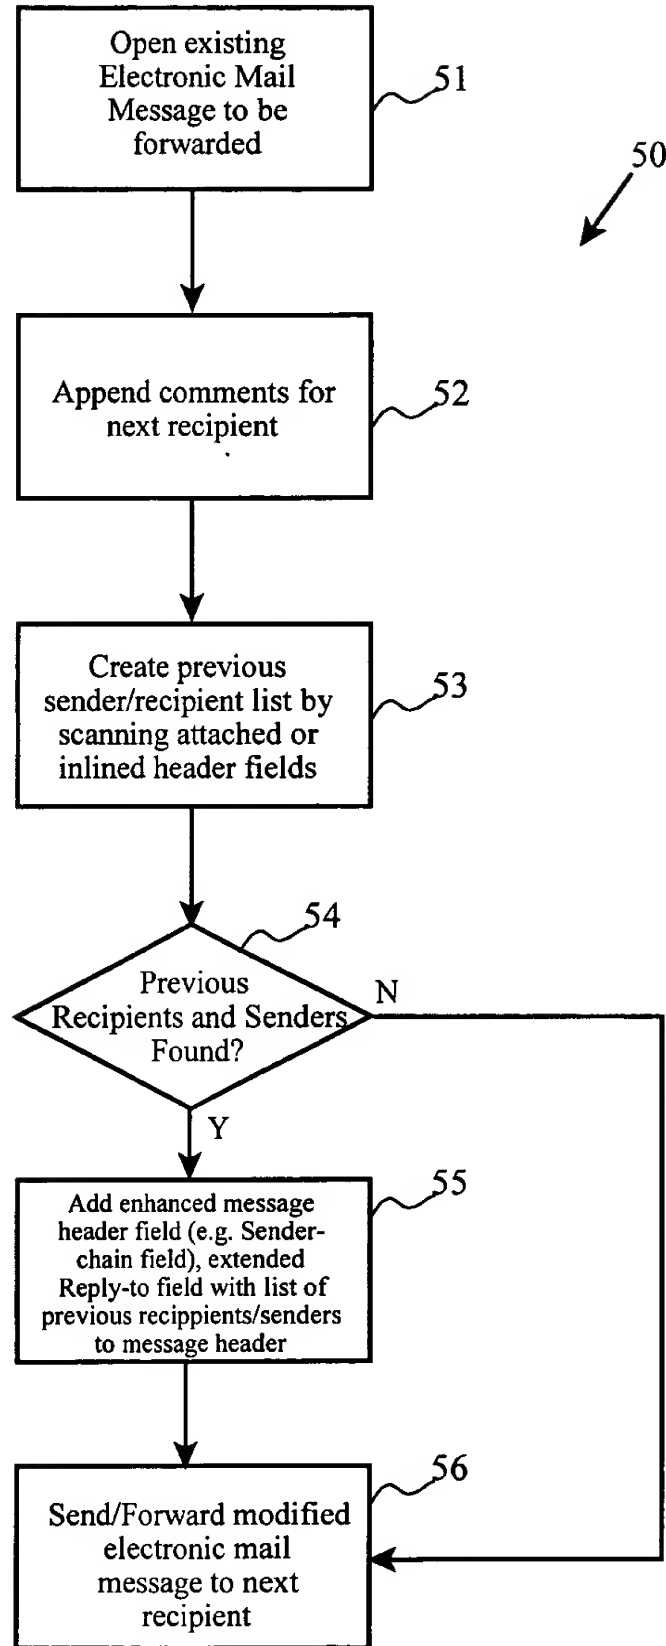 Open existing
Electronic Mail
Message to be
forwarded
51
50
Append comments for
next recipient
52
Create previous
sender/recipient list by
scanning attached or
inlined header fields
53
54
Previous
Recipients and Senders
Found?
N
Y
55
Add enhanced message
header field (e.g. Sender-
chain field), extended
Reply-to field with list of
previous recippients/senders
to message header
56
Send/Forward modified
electronic mail
message to next
recipient